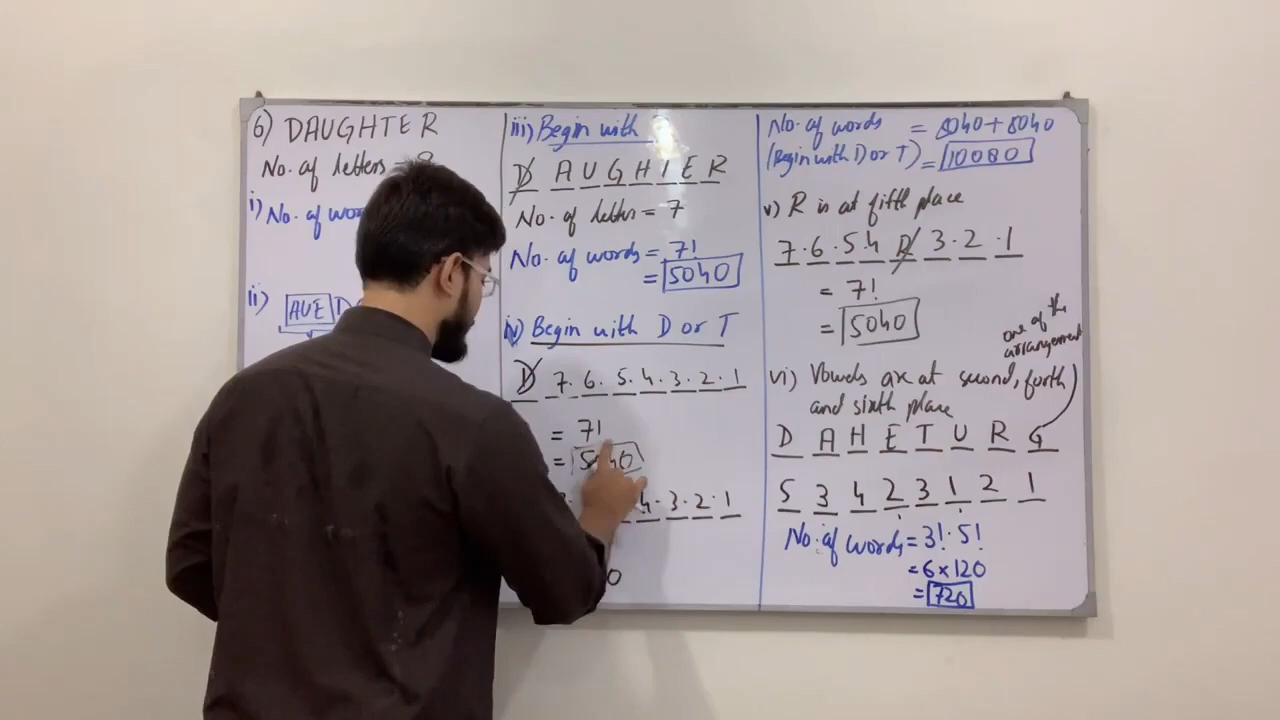 6) DAUGHTER
No. of letters =
i) No. of wor
ii) AUE D
iii) Begin with
D A U G H T E R
No. of letters = 7
No. of words = 7!
= 5040
iv) Begin with D or T
D 7. 6. 5. 4. 3. 2. 1
= 7!
= 5040
4. 3. 2. 1
0
No. of words = 5040 + 5040
(Begin with D or T) = 10080
v) R is at fifth place
7. 6. 5. 4 R 3. 2. 1
= 7!
= 5040
one of the
arrangement
vi) Vowels are at second, forth
and sixth place
D A H E T U R G
5 3 4 2 3 1 2 1
No. of words = 3! . 5!
= 6 x 120
= 720